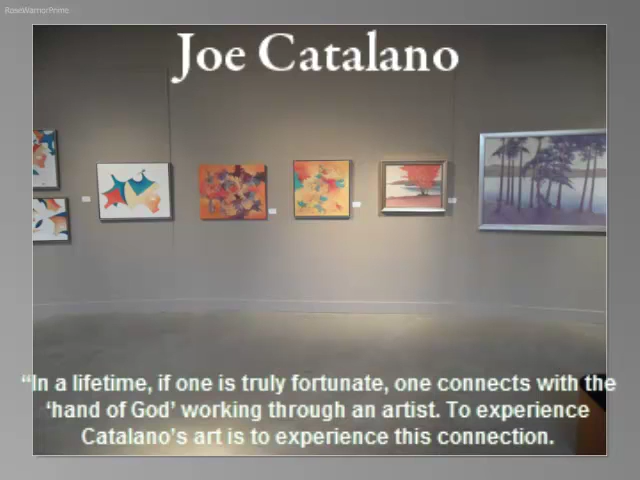 RoseWarriorPrime
Joe Catalano
“In a lifetime, if one is truly fortunate, one connects with the
‘hand of God’ working through an artist. To experience
Catalano’s art is to experience this connection.